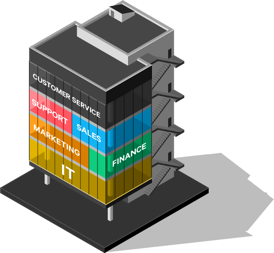 CUSTOMER SERVICE
SUPPORT
SALES
MARKETING
FINANCE
IT